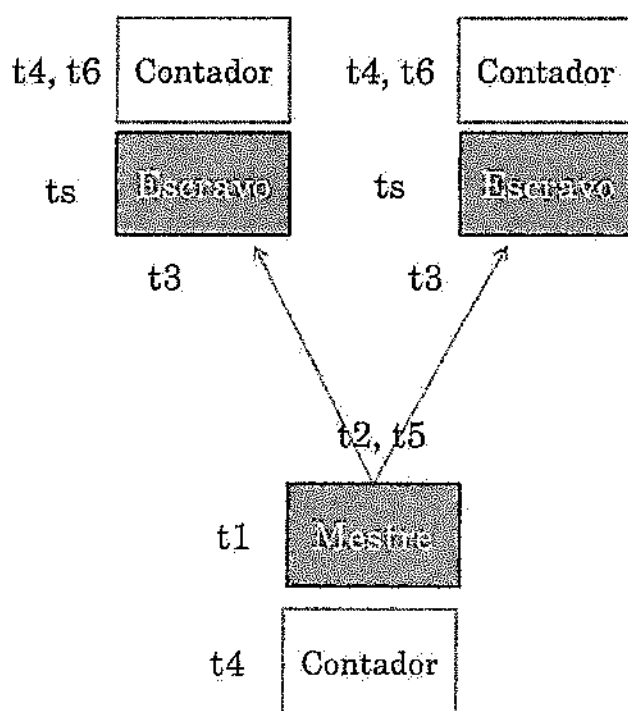 t4, t6 Contador t4, t6 Contador
ts Escravo ts Escravo
t3 t3
t2, t5
t1 Mestre
t4 Contador